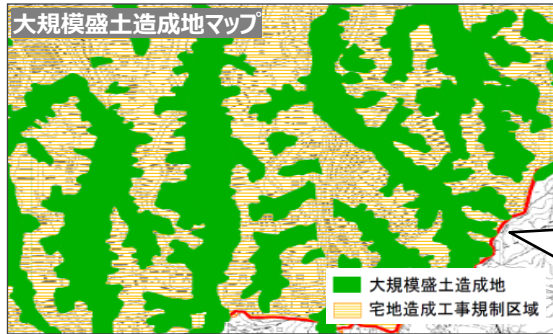 大規模盛土造成地マップ
大規模盛土造成地
宅地造成工事規制区域